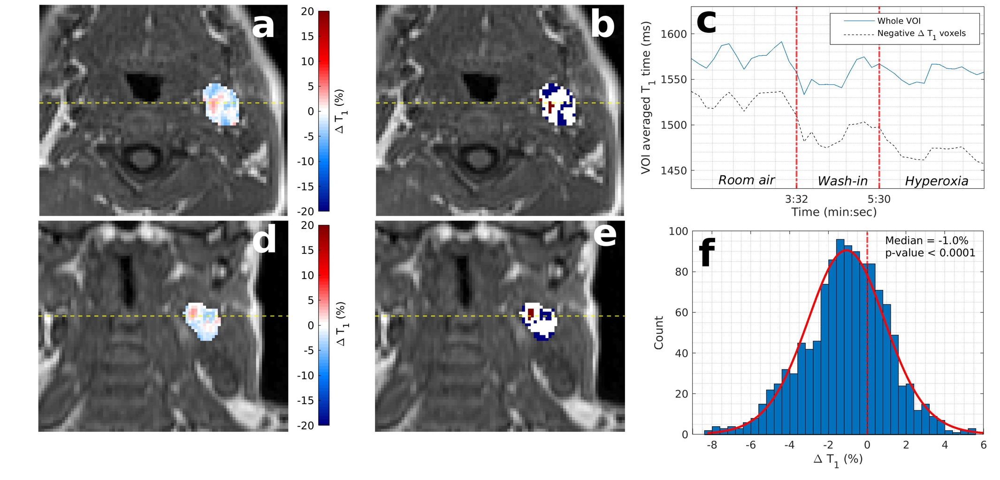 a
20
15
10
5
0
-5
-10
-15
-20
Δ T1 (%)
b
c
VOI averaged T1 time (ms)
1600
1550
1500
1450
Whole VOI
Negative Δ T1 voxels
Room air
Wash-in
Hyperoxia
3:32
5:30
Time (min:sec)
d
20
15
10
5
0
-5
-10
-15
-20
Δ T1 (%)
e
f
Count
100
80
60
40
20
0
Median = -1.0%
p-value < 0.0001
-8 -6 -4 -2 0 2 4 6
Δ T1 (%)